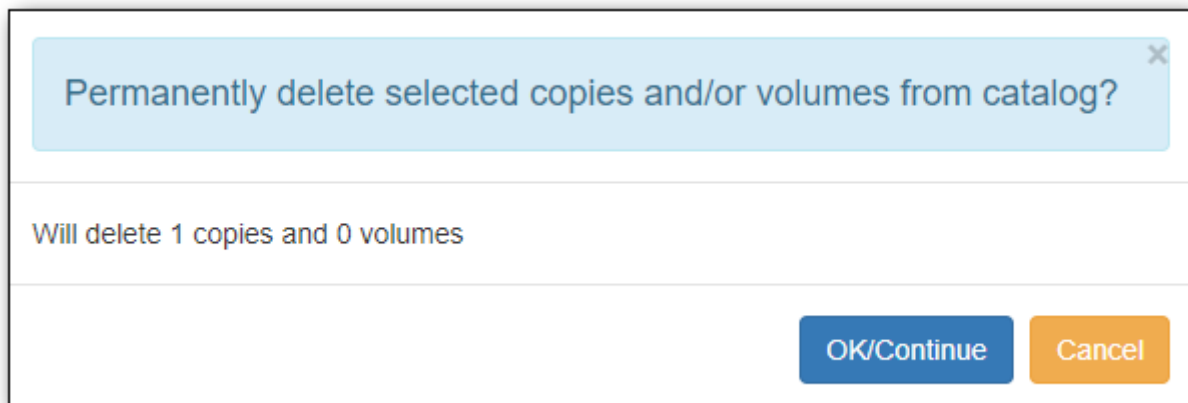 Permanently delete selected copies and/or volumes from catalog?
×
Will delete 1 copies and 0 volumes
OK/Continue
Cancel